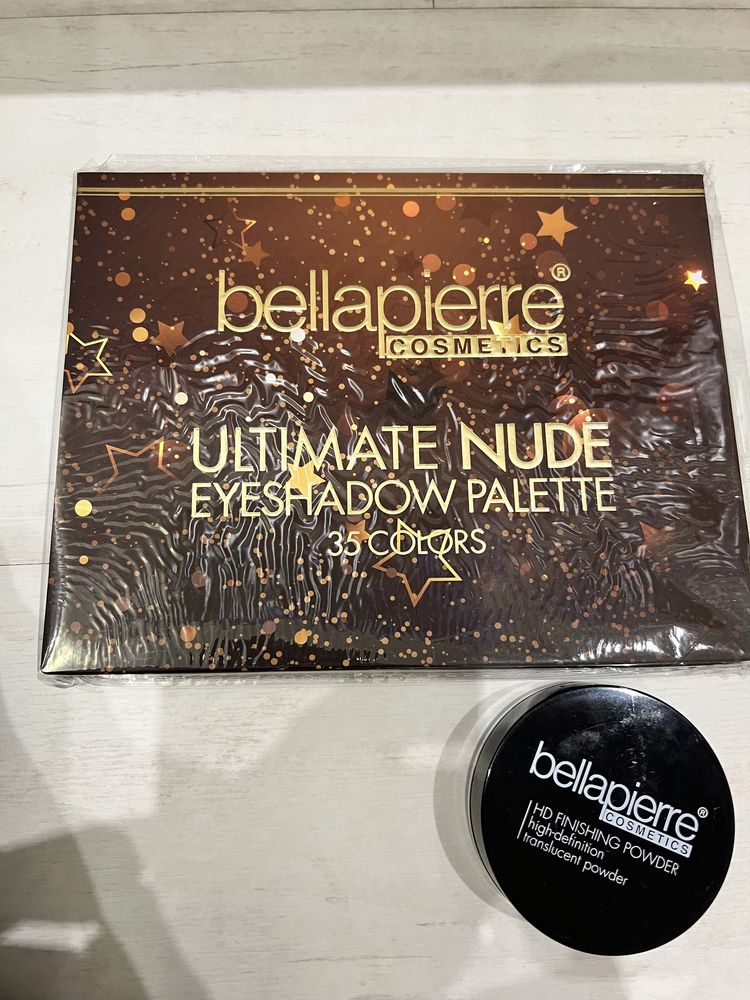 bellapierre®
COSMETICS
ULTIMATE NUDE
EYESHADOW PALETTE
35 COLORS
bellapierre®
COSMETICS
HD FINISHING POWDER
high-definition
translucent powder